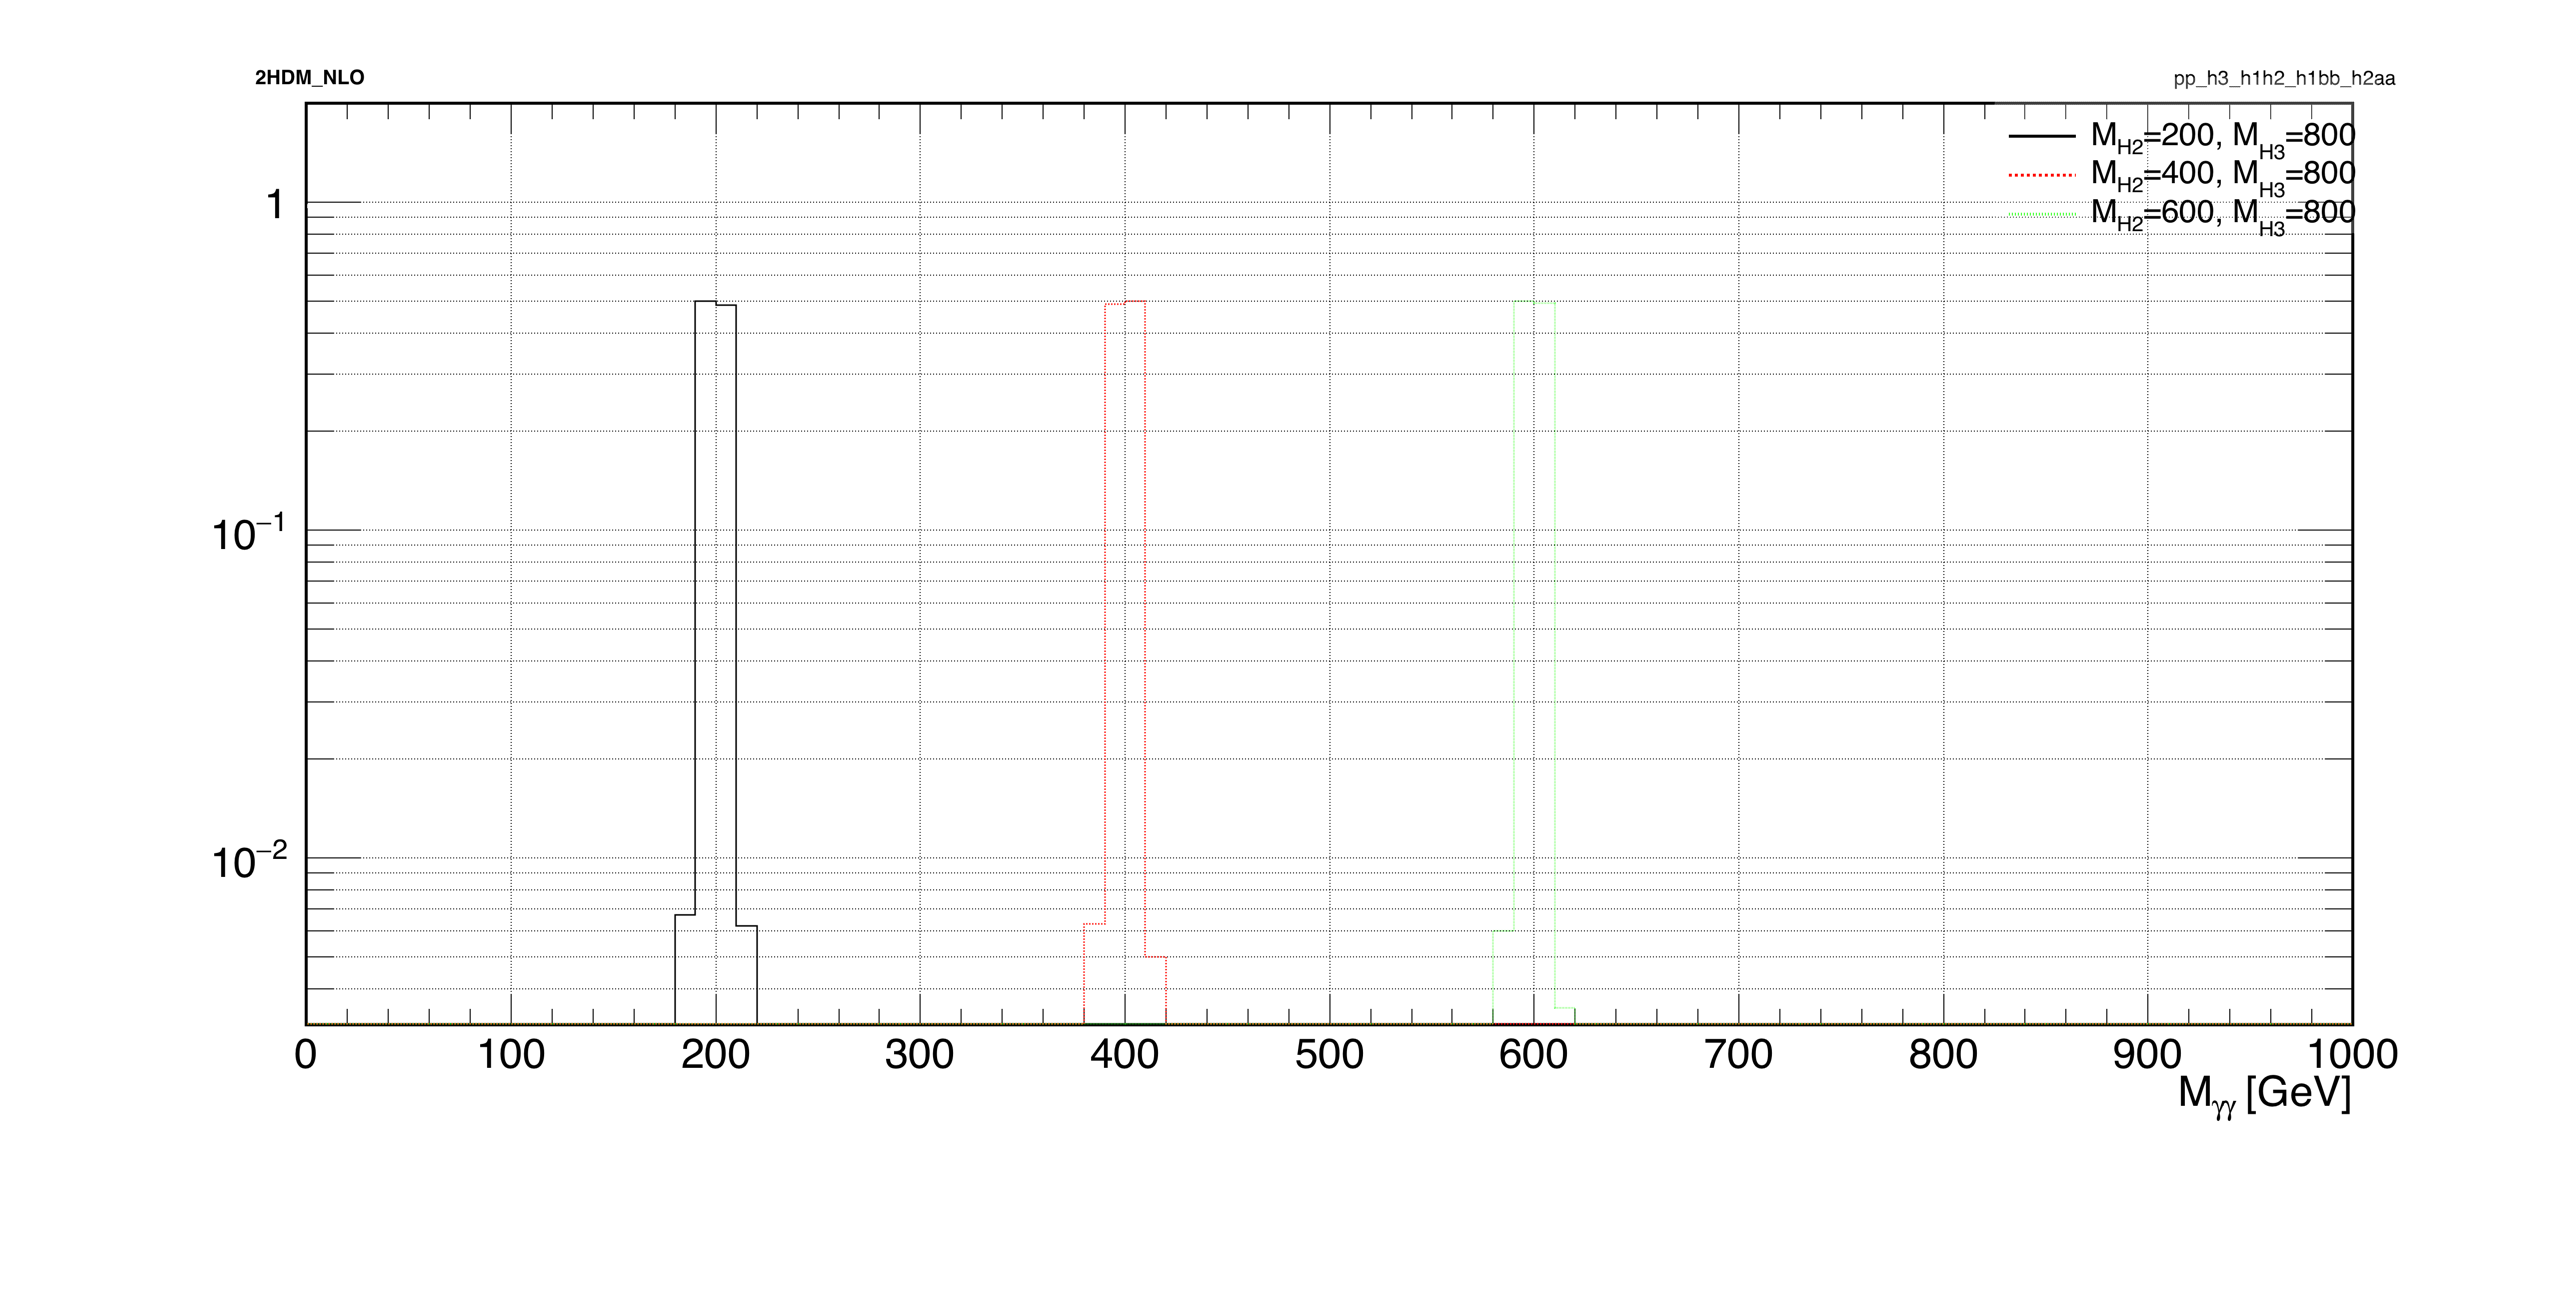 2HDM_NLO
pp_h3_h1h2_h1bb_h2aa
M_H2=200, M_H3=800
M_H2=400, M_H3=800
M_H2=600, M_H3=800
1
10−1
10−2
0 100 200 300 400 500 600 700 800 900 1000
Mγγ [GeV]